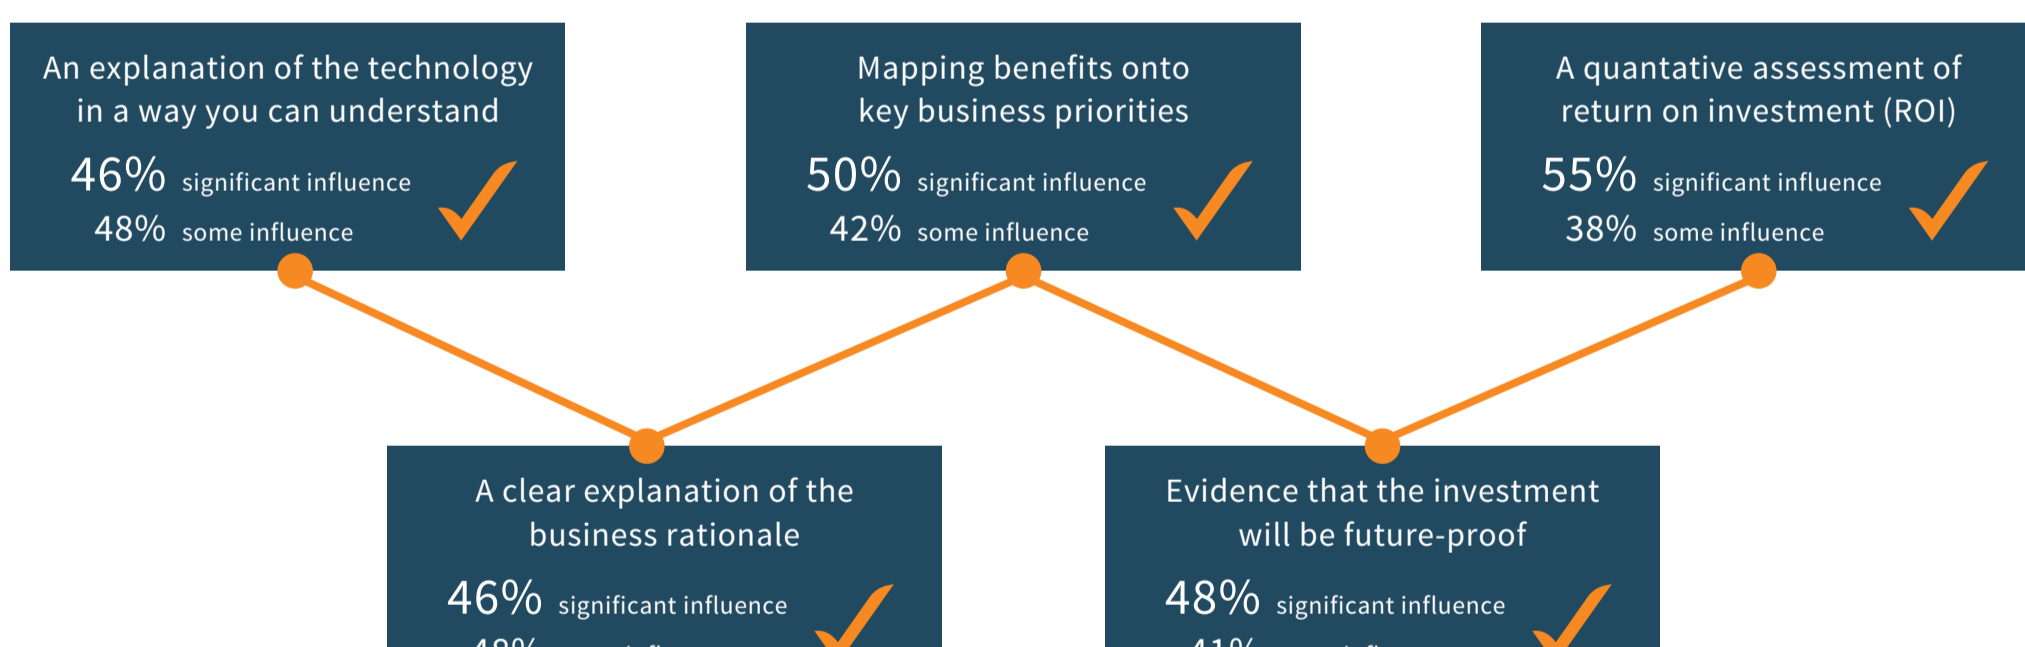 An explanation of the technology
in a way you can understand
46% significant influence
48% some influence
Mapping benefits onto
key business priorities
50% significant influence
42% some influence
A quantative assessment of
return on investment (ROI)
55% significant influence
38% some influence
A clear explanation of the
business rationale
46% significant influence
Evidence that the investment
will be future-proof
48% significant influence